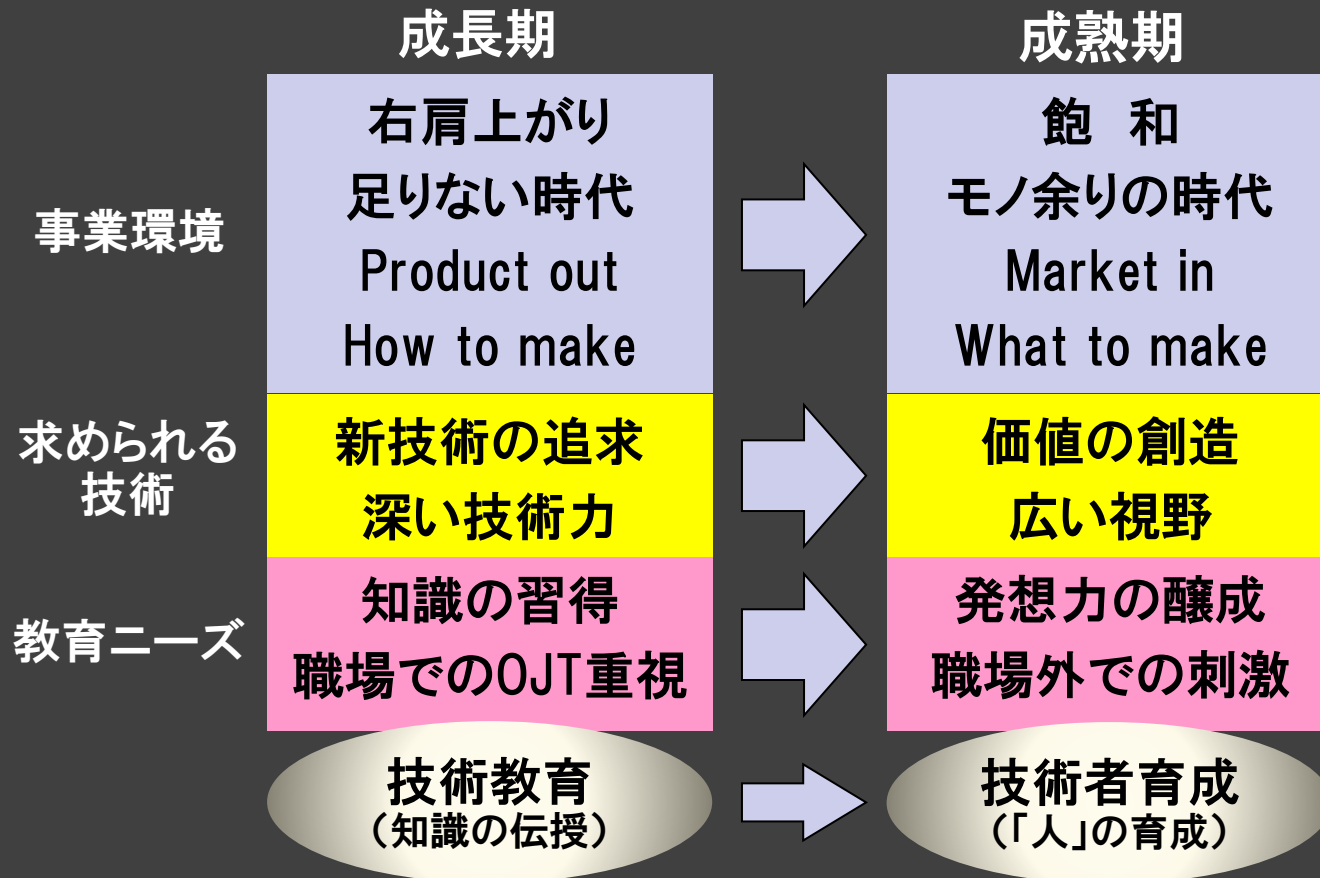 成長期
成熟期
事業環境
右肩上がり
足りない時代
Product out
How to make
飽　和
モノ余りの時代
Market in
What to make
求められる
技術
新技術の追求
深い技術力
価値の創造
広い視野
教育ニーズ
知識の習得
職場でのOJT重視
発想力の醸成
職場外での刺激
技術教育
（知識の伝授）
技術者育成
（「人」の育成）